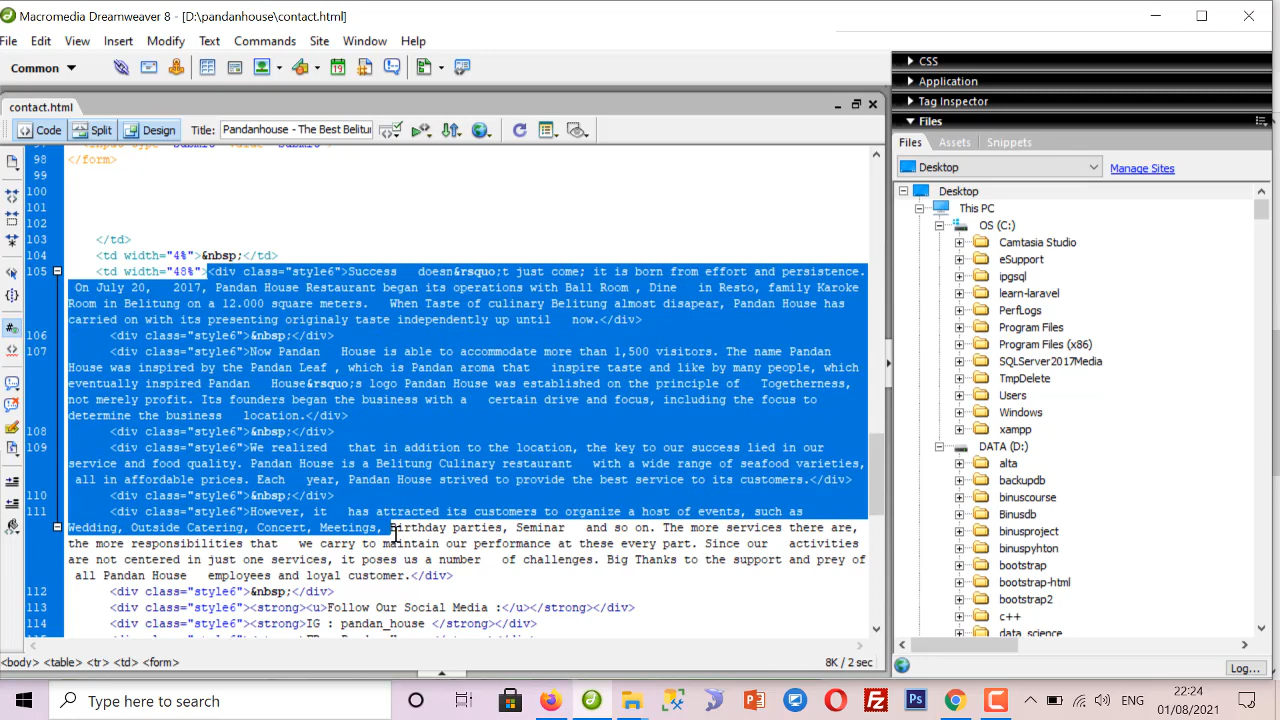 Macromedia Dreamweaver 8 - [D:\pandanhouse\contact.html]
File Edit View Insert Modify Text Commands Site Window Help
Common
contact.html
Code Split Design Title: Pandanhouse - The Best Belitur
98 </form>
99
100
101
102
103 </td>
104 <td width="4%">&nbsp;</td>
105 <td width="48%"><div class="style6">Success doesn&rsquo;t just come; it is born from effort and persistence.
On July 20, 2017, Pandan House Restaurant began its operations with Ball Room , Dine in Resto, family Karoke
Room in Belitung on a 12.000 square meters. When Taste of culinary Belitung almost disapear, Pandan House has
carried on with its presenting originaly taste independently up until now.</div>
106 <div class="style6">&nbsp;</div>
107 <div class="style6">Now Pandan House is able to accommodate more than 1,500 visitors. The name Pandan
House was inspired by the Pandan Leaf , which is Pandan aroma that inspire taste and like by many people, which
eventually inspired Pandan House&rsquo;s logo Pandan House was established on the principle of Togetherness,
not merely profit. Its founders began the business with a certain drive and focus, including the focus to
determine the business location.</div>
108 <div class="style6">&nbsp;</div>
109 <div class="style6">We realized that in addition to the location, the key to our success lied in our
service and food quality. Pandan House is a Belitung Culinary restaurant with a wide range of seafood varieties,
all in affordable prices. Each year, Pandan House strived to provide the best service to its customers.</div>
110 <div class="style6">&nbsp;</div>
111 <div class="style6">However, it has attracted its customers to organize a host of events, such as
Wedding, Outside Catering, Concert, Meetings, Birthday parties, Seminar and so on. The more services there are,
the more responsibilities that we carry to maintain our performance at these every part. Since our activities
are not centered in just one services, it poses us a number of challenges. Big Thanks to the support and prey of
all Pandan House employees and loyal customer.</div>
112 <div class="style6">&nbsp;</div>
113 <div class="style6"><strong><u>Follow Our Social Media :</u></strong></div>
114 <div class="style6"><strong>IG : pandan_house </strong></div>
<body> <table> <tr> <td> <form> 8K / 2 sec
CSS
Application
Tag Inspector
Files
Files Assets Snippets
Desktop Manage Sites
Desktop
This PC
OS (C:)
Camtasia Studio
eSupport
ipgsql
learn-laravel
PerfLogs
Program Files
Program Files (x86)
SQLServer2017Media
TmpDelete
Users
Windows
xampp
DATA (D:)
alta
backupdb
binuscourse
Binusdb
binusproject
binuspyhton
bootstrap
bootstrap-html
bootstrap2
c++
data_science
Log...
Type here to search
Ps
ENG
22:24
01/08/2021